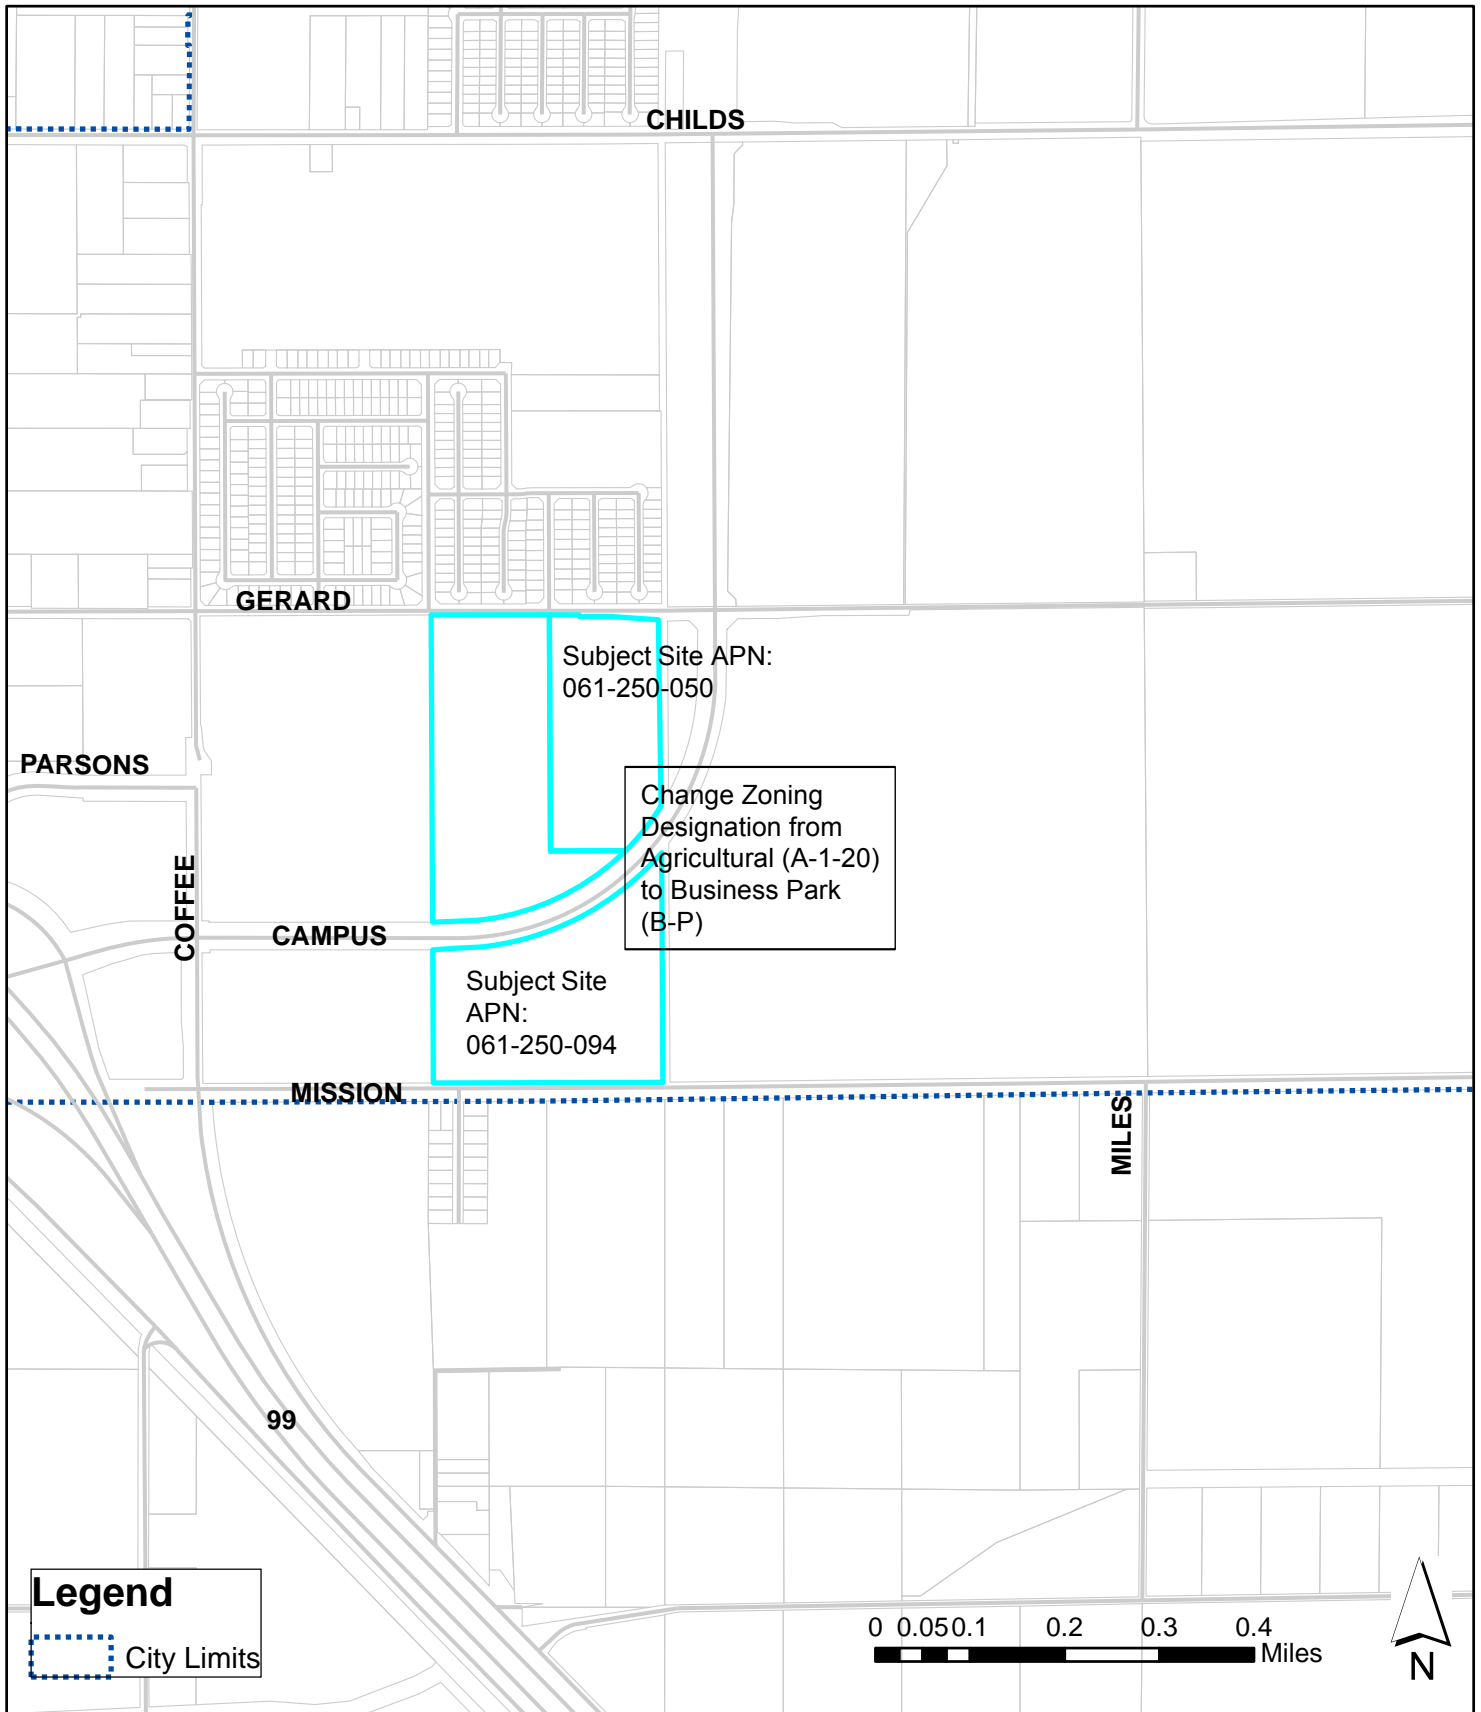 CHILDS
GERARD
Subject Site APN:
061-250-050
PARSONS
Change Zoning
Designation from
Agricultural (A-1-20)
to Business Park
(B-P)
COFFEE
CAMPUS
Subject Site
APN:
061-250-094
MISSION
MILES
99
Legend
City Limits
0 0.05 0.1 0.2 0.3 0.4
Miles
N